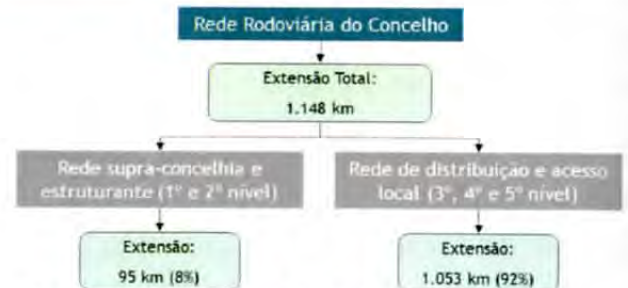 Rede Rodoviária do Concelho
Extensão Total:
1.148 km
Rede supra-concelhia e
estruturante (1º e 2º nível)
Rede de distribuição e acesso
local (3º, 4º e 5º nível)
Extensão:
95 km (8%)
Extensão:
1.053 km (92%)